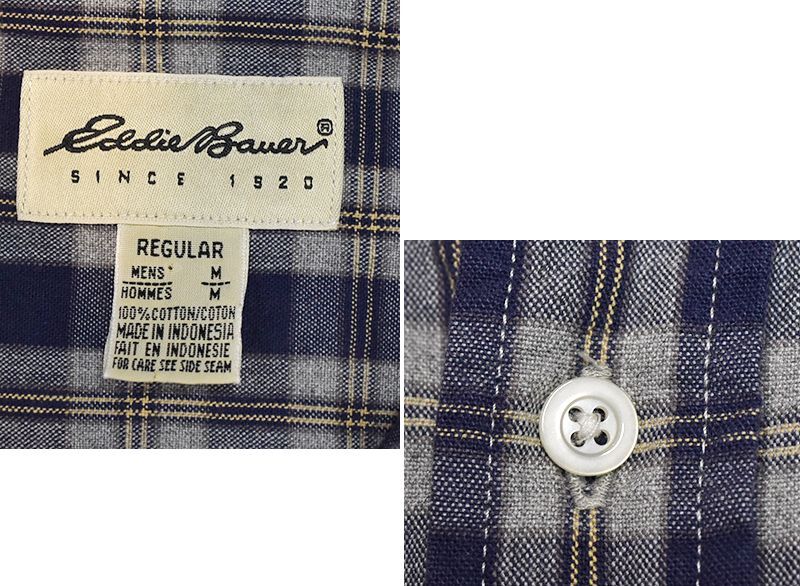 Eddie Bauer®
SINCE 1920
REGULAR
MENS' M
HOMMES M
100% COTTON/COTON
MADE IN INDONESIA
FAIT EN INDONESIE
FOR CARE SEE SIDE SEAM